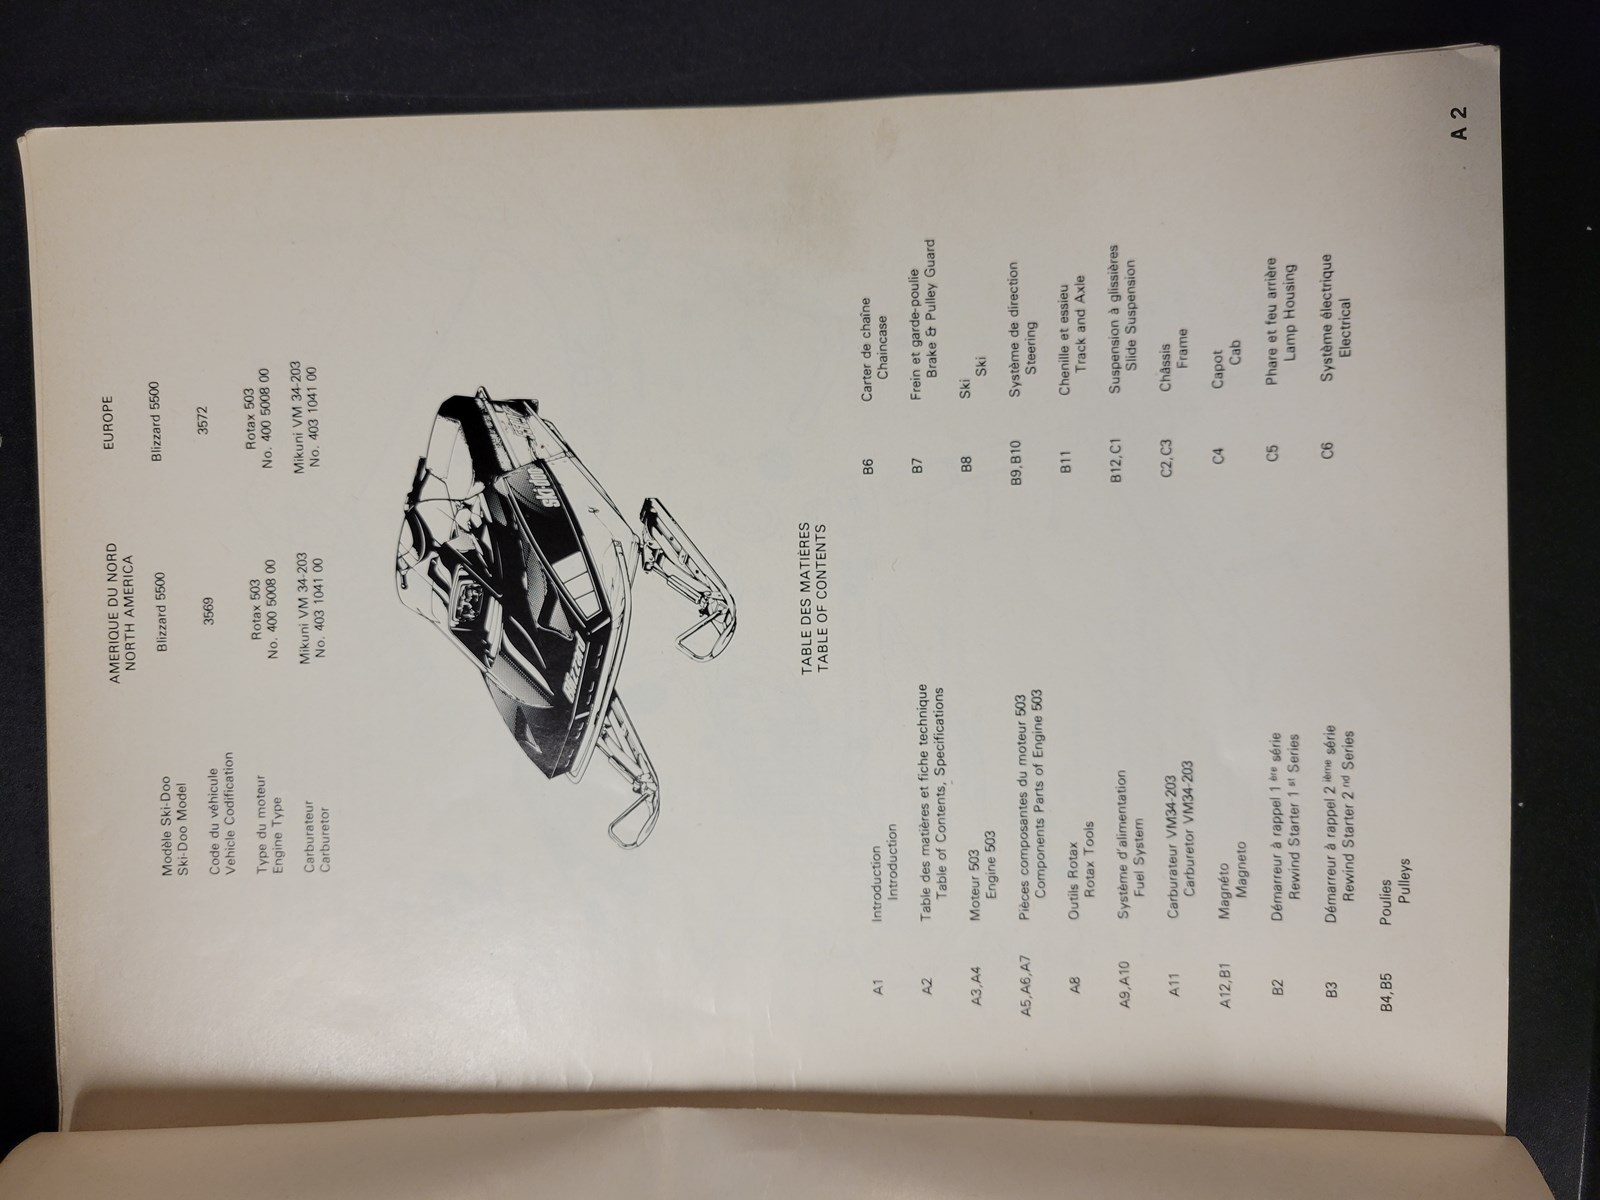 AMERIQUE DU NORD
NORTH AMERICA
EUROPE
Modèle Ski-Doo
Ski-Doo Model
Blizzard 5500
Blizzard 5500
Code du véhicule
Vehicle Codification
3569
3572
Type du moteur
Engine Type
Rotax 503
No. 400 5008 00
Rotax 503
No. 400 5008 00
Carburateur
Carburetor
Mikuni VM 34-203
No. 403 1041 00
Mikuni VM 34-203
No. 403 1041 00
ski-doo
Blizzard
TABLE DES MATIÈRES
TABLE OF CONTENTS
A1 Introduction
Introduction
A2 Table des matières et fiche technique
Table of Contents, Specifications
A3,A4 Moteur 503
Engine 503
A5,A6,A7 Pièces composantes du moteur 503
Components Parts of Engine 503
A8 Outils Rotax
Rotax Tools
A9,A10 Système d'alimentation
Fuel System
A11 Carburateur VM34-203
Carburetor VM34-203
A12,B1 Magnéto
Magneto
B2 Démarreur à rappel 1 ère série
Rewind Starter 1 st Series
B3 Démarreur à rappel 2 ième série
Rewind Starter 2 nd Series
B4,B5 Poulies
Pulleys
B6 Carter de chaîne
Chaincase
B7 Frein et garde-poulie
Brake & Pulley Guard
B8 Ski
Ski
B9,B10 Système de direction
Steering
B11 Chenille et essieu
Track and Axle
B12,C1 Suspension à glissières
Slide Suspension
C2,C3 Châssis
Frame
C4 Capot
Cab
C5 Phare et feu arrière
Lamp Housing
C6 Système électrique
Electrical
A 2